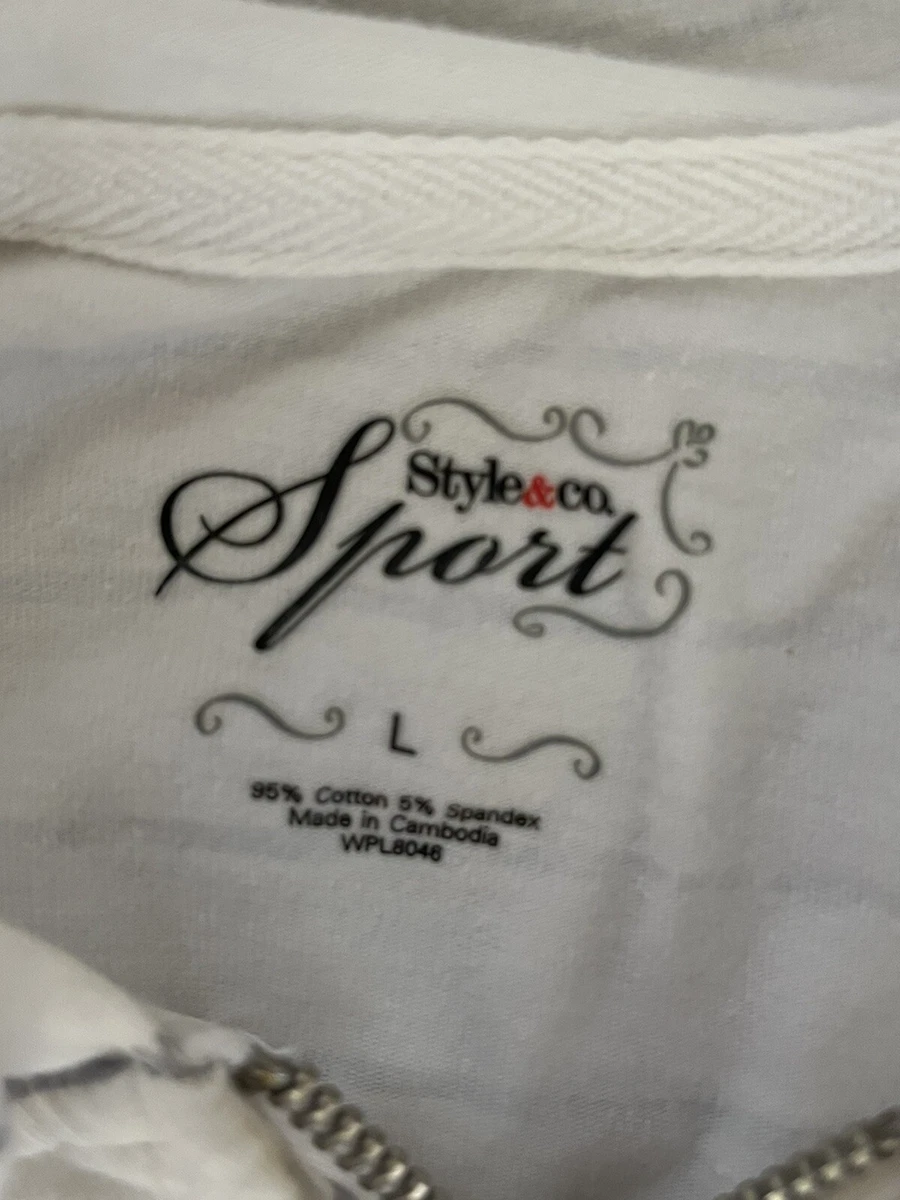 Style&co.
Sport
L
95% Cotton 5% Spandex
Made in Cambodia
WPL8046